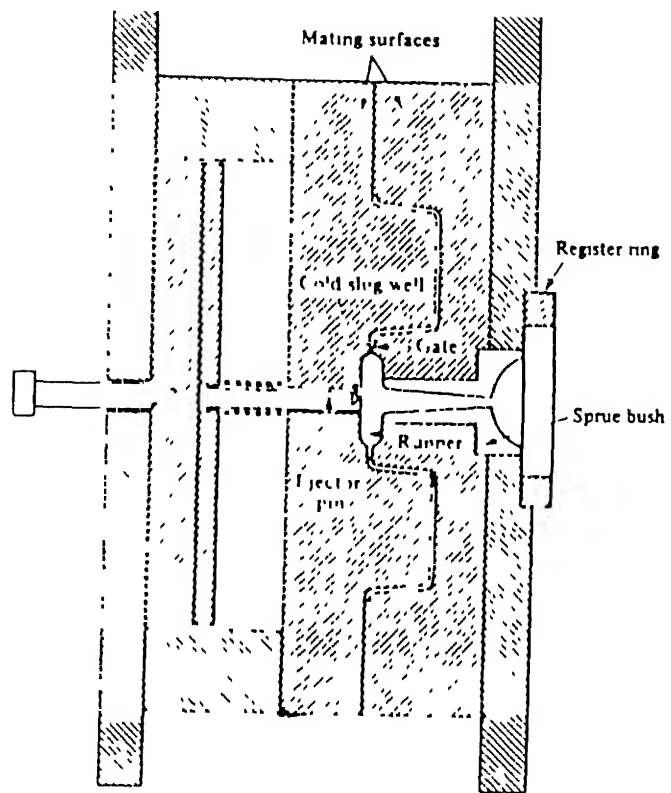 Mating surfaces
Register ring
Cold slug well
Gate
Sprue bush
Runner
Ejector
pin